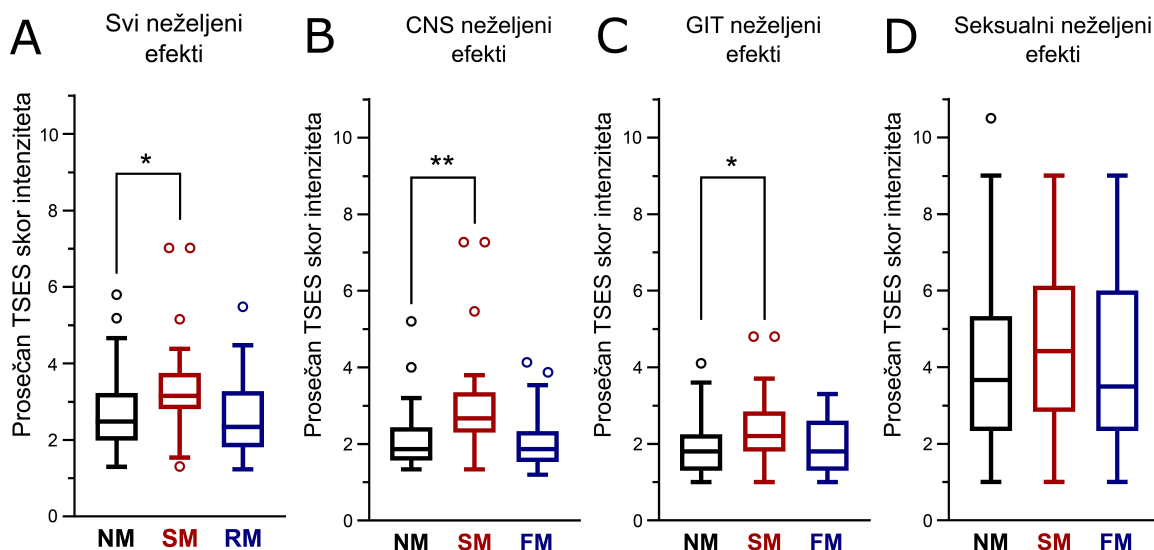 A
Svi neželjeni
efekti
Prosečan TSES skor intenziteta
10
8
6
4
2
0
*
NM SM RM
B
CNS neželjeni
efekti
Prosečan TSES skor intenziteta
10
8
6
4
2
0
**
NM SM FM
C
GIT neželjeni
efekti
Prosečan TSES skor intenziteta
10
8
6
4
2
0
*
NM SM FM
D
Seksualni neželjeni
efekti
Prosečan TSES skor intenziteta
10
8
6
4
2
0
NM SM FM